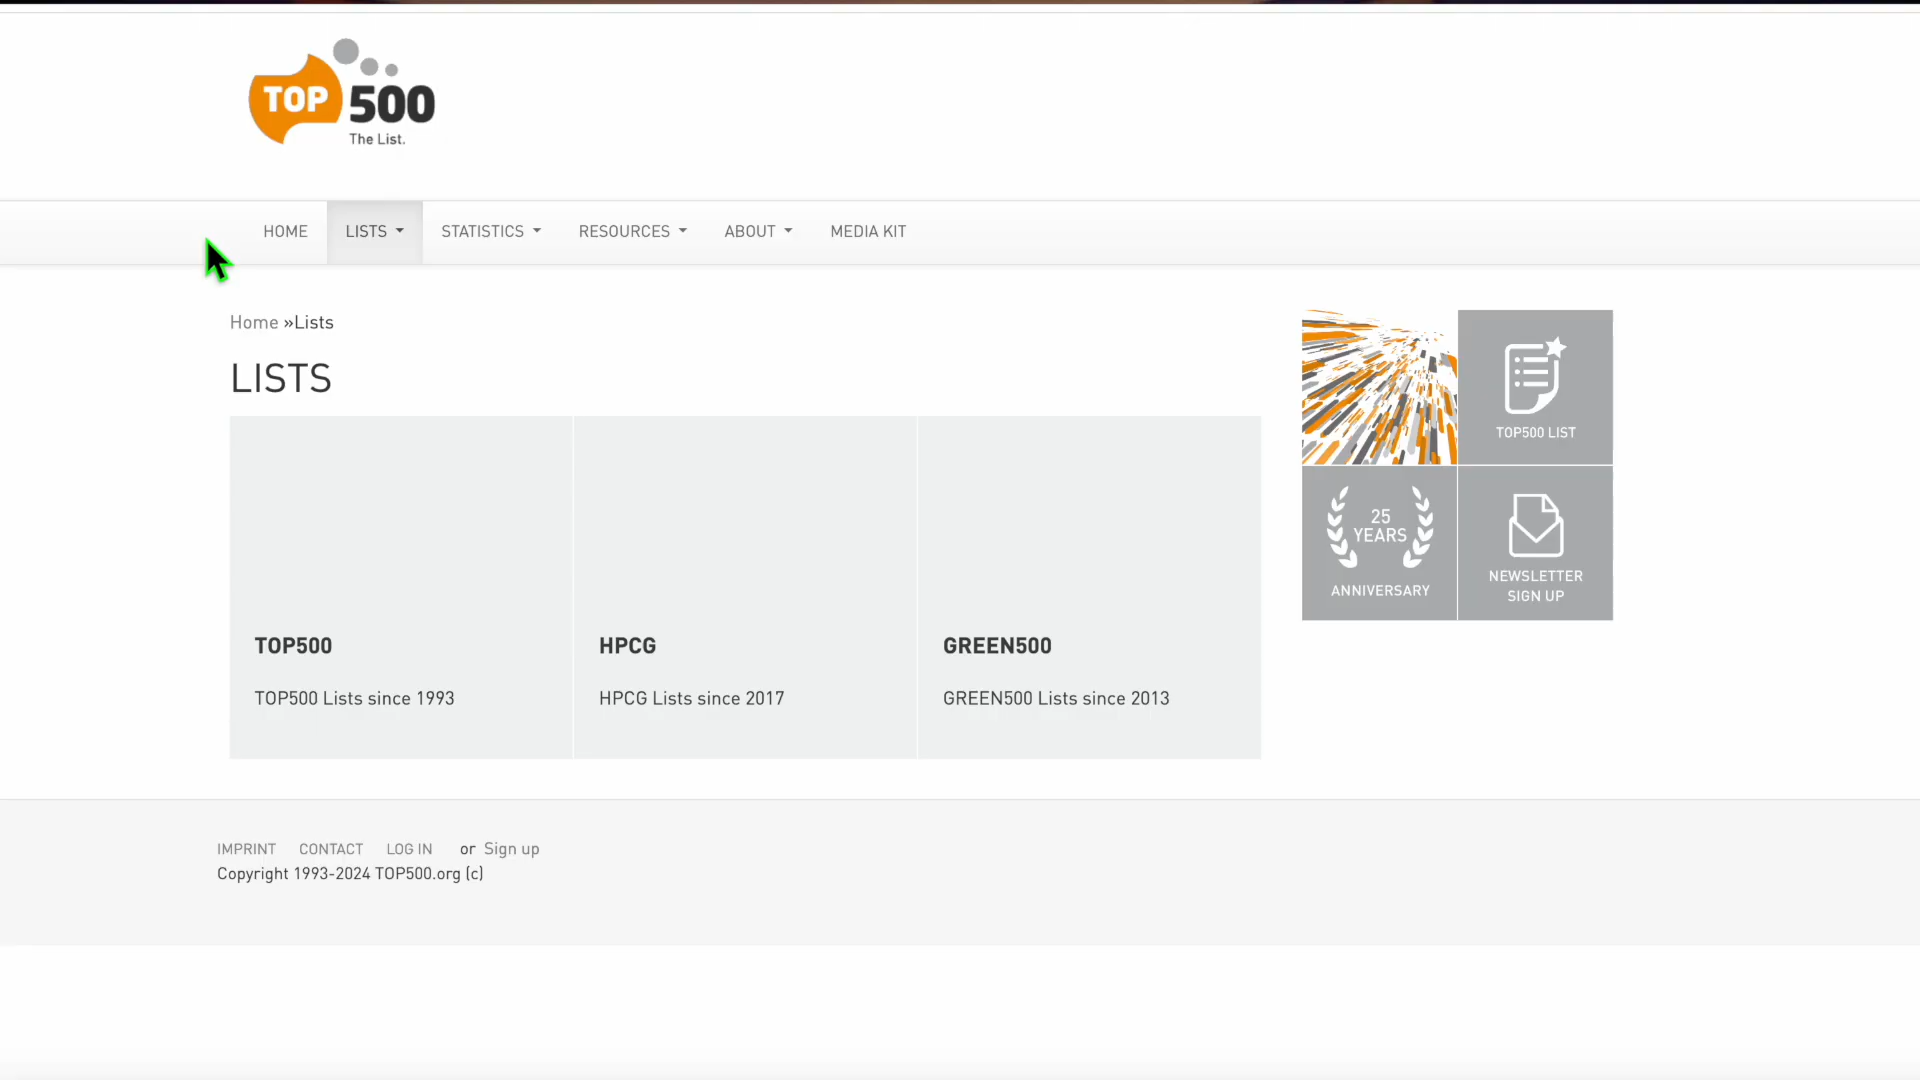 TOP 500
The List.
HOME LISTS STATISTICS RESOURCES ABOUT MEDIA KIT
Home »Lists
LISTS
TOP500
TOP500 Lists since 1993
HPCG
HPCG Lists since 2017
GREEN500
GREEN500 Lists since 2013
TOP500 LIST
25
YEARS
ANNIVERSARY
NEWSLETTER
SIGN UP
IMPRINT CONTACT LOG IN or Sign up
Copyright 1993-2024 TOP500.org (c)